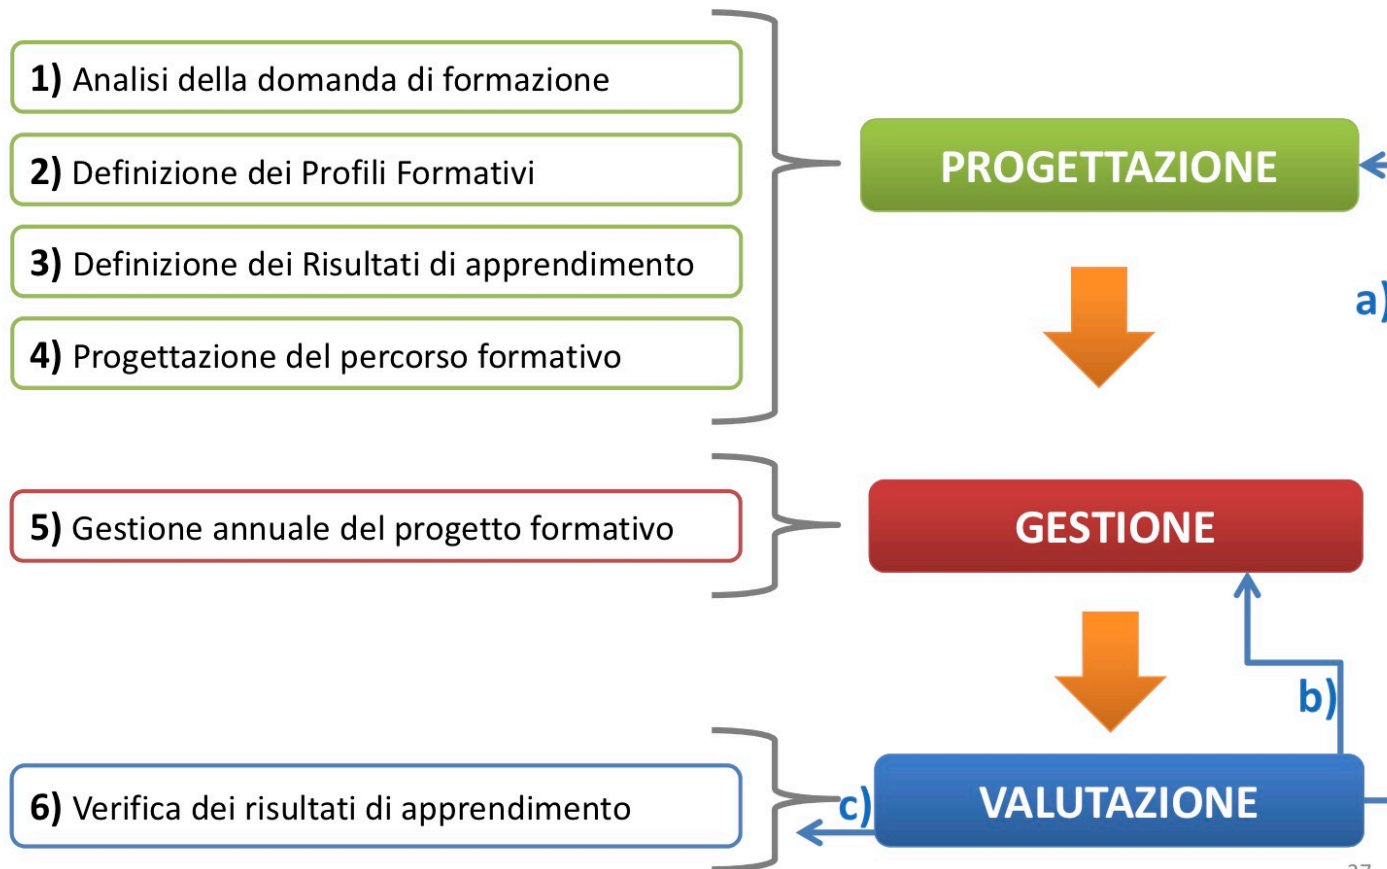 1) Analisi della domanda di formazione
2) Definizione dei Profili Formativi
3) Definizione dei Risultati di apprendimento
4) Progettazione del percorso formativo
PROGETTAZIONE
a)
5) Gestione annuale del progetto formativo
GESTIONE
b)
6) Verifica dei risultati di apprendimento
c)
VALUTAZIONE